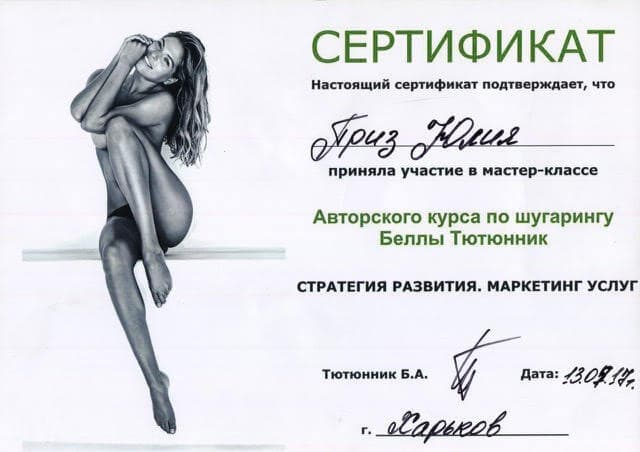 СЕРТИФИКАТ
Настоящий сертификат подтверждает, что
Приз Юлия
приняла участие в мастер-классе
Авторского курса по шугарингу
Беллы Тютюнник
СТРАТЕГИЯ РАЗВИТИЯ. МАРКЕТИНГ УСЛУГ
Тютюнник Б.А. Дата: 13.07.17г.
г. Харьков